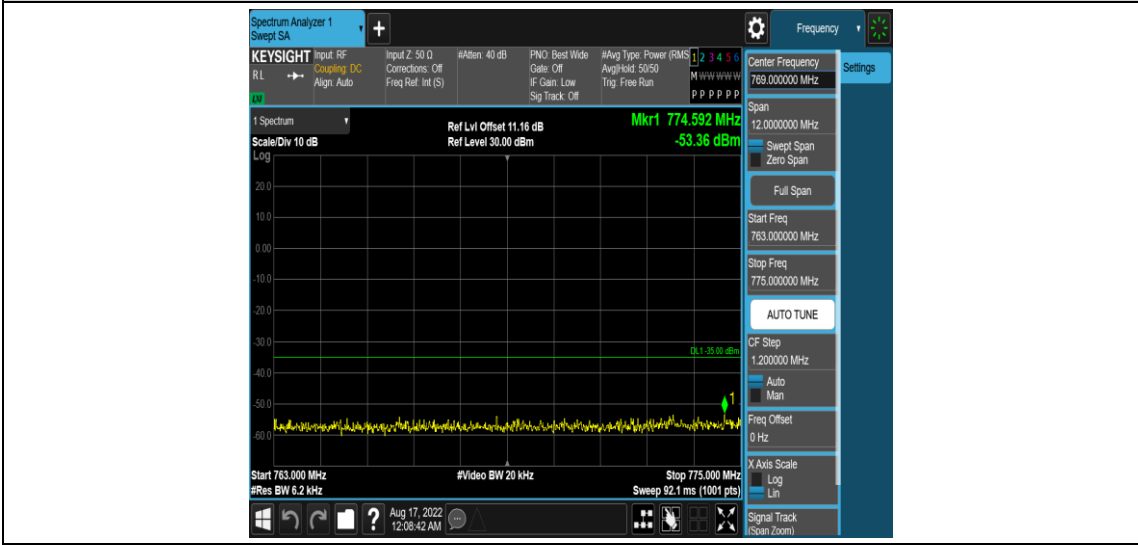 Spectrum Analyzer 1
Swept SA
+
Frequency
KEYSIGHT
RL
Input: RF
Coupling: DC
Align: Auto
Input Z: 50 Ω
Corrections: Off
Freq Ref: Int (S)
#Atten: 40 dB
PNO: Best Wide
Gate: Off
IF Gain: Low
Sig Track: Off
#Avg Type: Power (RMS
Avg|Hold: 50/50
Trig: Free Run
1 2 3 4 5 6
M W W W W W
P P P P P P
1 Spectrum
Scale/Div 10 dB
Log
Ref Lvl Offset 11.16 dB
Ref Level 30.00 dBm
Mkr1 774.592 MHz
-53.36 dBm
20.0
10.0
0.00
-10.0
-20.0
-30.0
DL1 -35.00 dBm
-40.0
-50.0
1
-60.0
Start 763.000 MHz
#Res BW 6.2 kHz
#Video BW 20 kHz
Stop 775.000 MHz
Sweep 92.1 ms (1001 pts)
?
Aug 17, 2022
12:08:42 AM
Center Frequency
769.000000 MHz
Span
12.0000000 MHz
Swept Span
Zero Span
Full Span
Start Freq
763.000000 MHz
Stop Freq
775.000000 MHz
AUTO TUNE
CF Step
1.200000 MHz
Auto
Man
Freq Offset
0 Hz
X Axis Scale
Log
Lin
Signal Track
(Span Zoom)
Settings